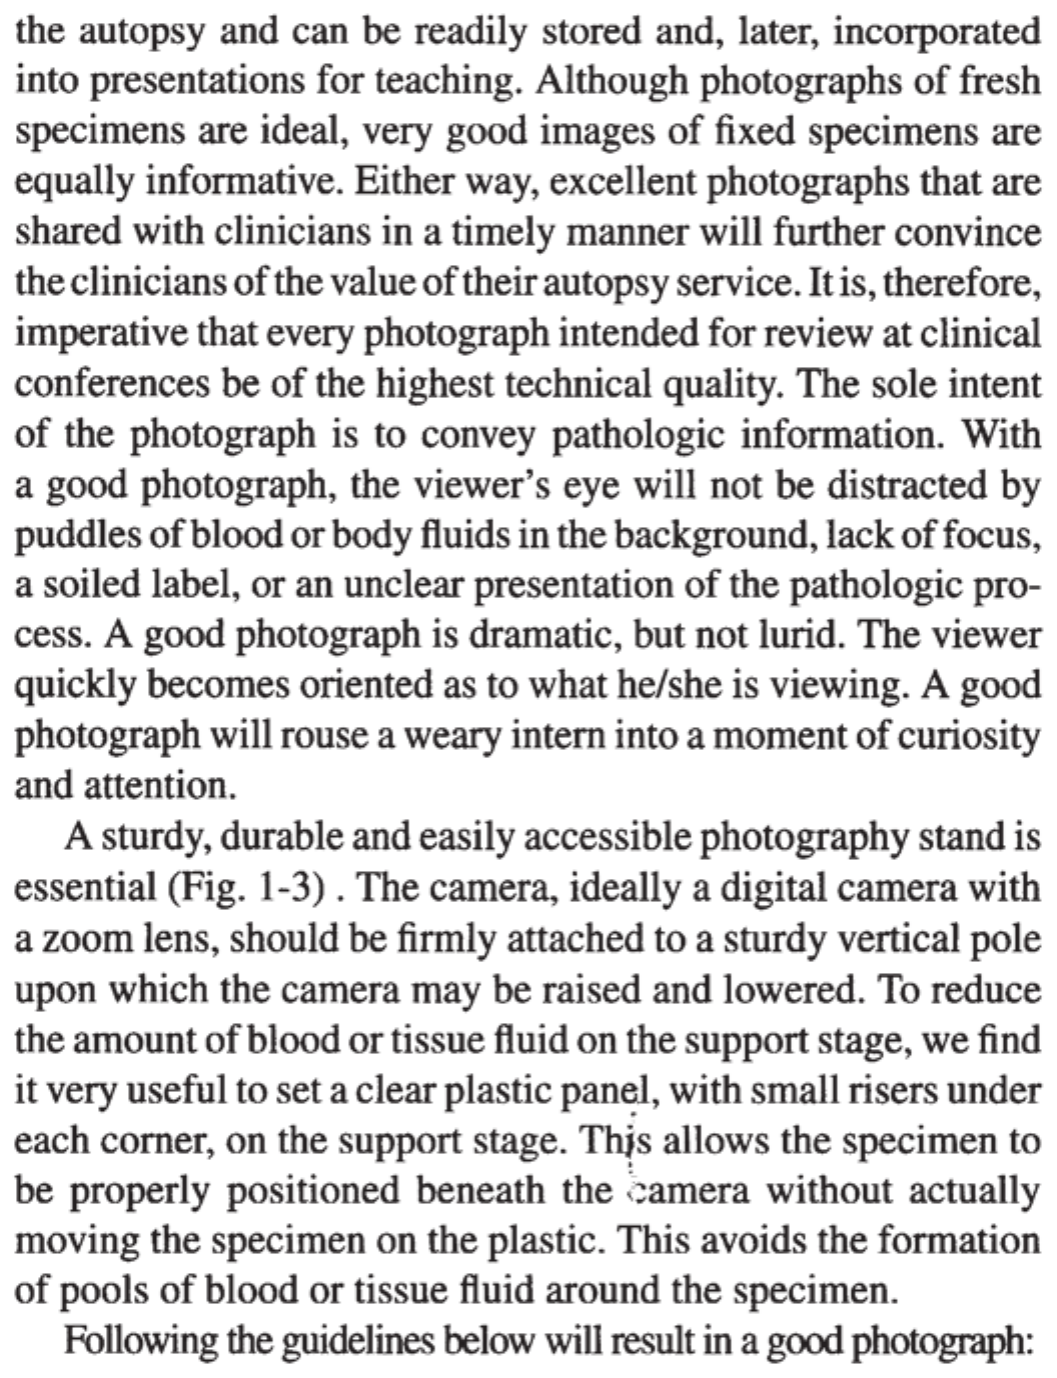 the autopsy and can be readily stored and, later, incorporated
into presentations for teaching. Although photographs of fresh
specimens are ideal, very good images of fixed specimens are
equally informative. Either way, excellent photographs that are
shared with clinicians in a timely manner will further convince
the clinicians of the value of their autopsy service. It is, therefore,
imperative that every photograph intended for review at clinical
conferences be of the highest technical quality. The sole intent
of the photograph is to convey pathologic information. With
a good photograph, the viewer's eye will not be distracted by
puddles of blood or body fluids in the background, lack of focus,
a soiled label, or an unclear presentation of the pathologic pro-
cess. A good photograph is dramatic, but not lurid. The viewer
quickly becomes oriented as to what he/she is viewing. A good
photograph will rouse a weary intern into a moment of curiosity
and attention.
A sturdy, durable and easily accessible photography stand is
essential (Fig. 1-3) . The camera, ideally a digital camera with
a zoom lens, should be firmly attached to a sturdy vertical pole
upon which the camera may be raised and lowered. To reduce
the amount of blood or tissue fluid on the support stage, we find
it very useful to set a clear plastic panel, with small risers under
each corner, on the support stage. This allows the specimen to
be properly positioned beneath the camera without actually
moving the specimen on the plastic. This avoids the formation
of pools of blood or tissue fluid around the specimen.
Following the guidelines below will result in a good photograph: